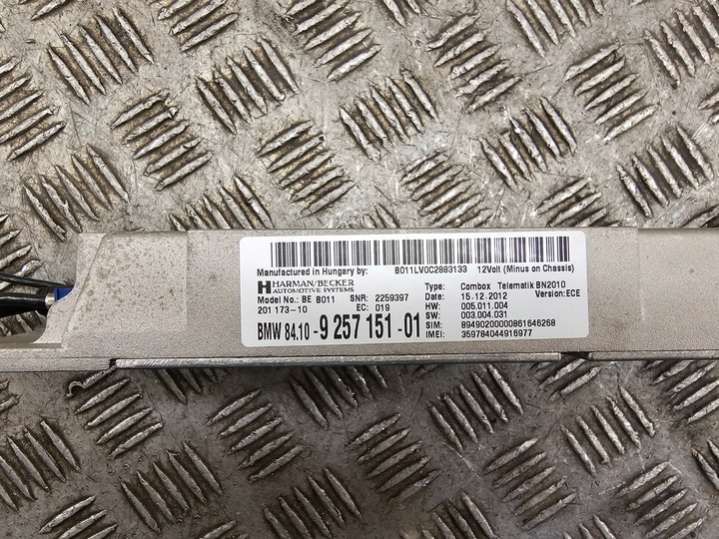 Manufactured in Hungary by: B011LV0C2883133 12Volt (Minus on Chassis)
HARMAN/BECKER
AUTOMOTIVE SYSTEMS
Type: Combox Telematik BN2010
Model No.: BE B011 SNR: 2259397 Date: 15.12.2012 Version: ECE
201 173-10 EC: 019 HW: 005.011.004
SW: 003.004.031
BMW 84.10-9 257 151-01 SIM: 89490200000861646268
IMEI: 359784044916977